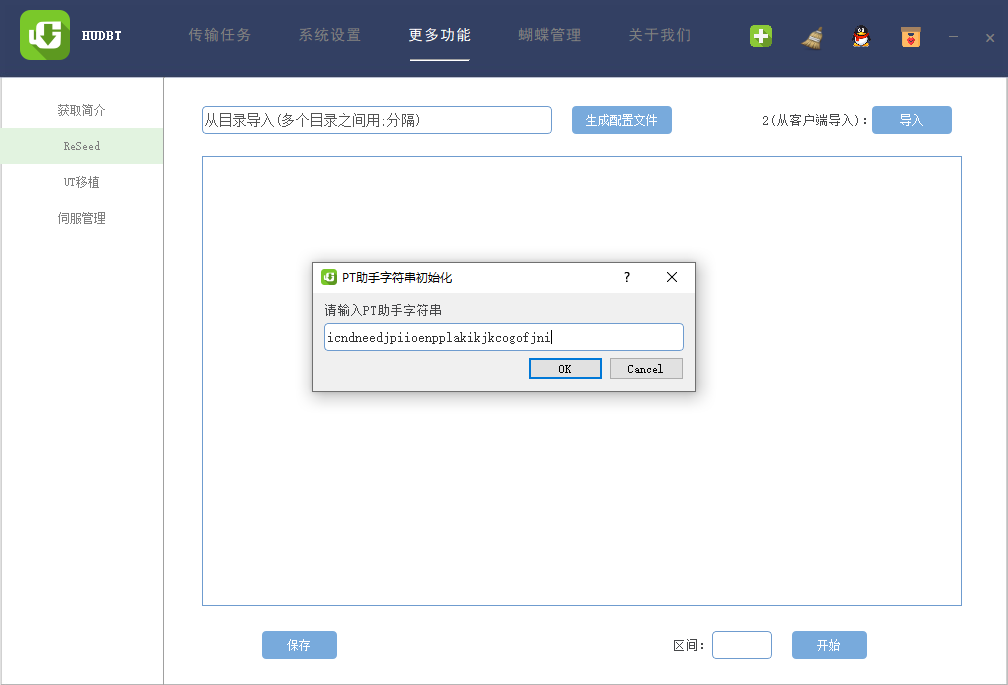 HUDBT
传输任务
系统设置
更多功能
蝴蝶管理
关于我们
获取简介
ReSeed
UT移植
伺服管理
从目录导入(多个目录之间用;分隔)
生成配置文件
2(从客户端导入):
导入
PT助手字符串初始化
请输入PT助手字符串
icndneedjpiioenpplakikjkcogofjni
OK
Cancel
保存
区间:
开始